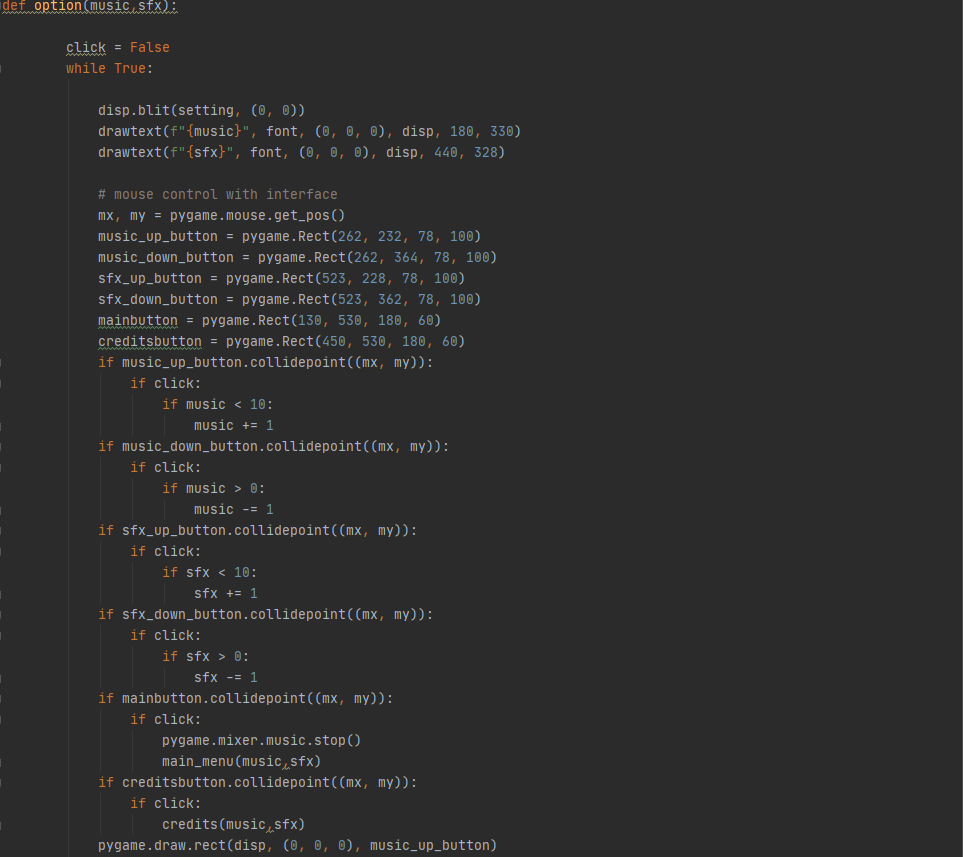 def option(music,sfx):
click = False
while True:
disp.blit(setting, (0, 0))
drawtext(f"{music}", font, (0, 0, 0), disp, 180, 330)
drawtext(f"{sfx}", font, (0, 0, 0), disp, 440, 328)
# mouse control with interface
mx, my = pygame.mouse.get_pos()
music_up_button = pygame.Rect(262, 232, 78, 100)
music_down_button = pygame.Rect(262, 364, 78, 100)
sfx_up_button = pygame.Rect(523, 228, 78, 100)
sfx_down_button = pygame.Rect(523, 362, 78, 100)
mainbutton = pygame.Rect(130, 530, 180, 60)
creditsbutton = pygame.Rect(450, 530, 180, 60)
if music_up_button.collidepoint((mx, my)):
if click:
if music < 10:
music += 1
if music_down_button.collidepoint((mx, my)):
if click:
if music > 0:
music -= 1
if sfx_up_button.collidepoint((mx, my)):
if click:
if sfx < 10:
sfx += 1
if sfx_down_button.collidepoint((mx, my)):
if click:
if sfx > 0:
sfx -= 1
if mainbutton.collidepoint((mx, my)):
if click:
pygame.mixer.music.stop()
main_menu(music,sfx)
if creditsbutton.collidepoint((mx, my)):
if click:
credits(music,sfx)
pygame.draw.rect(disp, (0, 0, 0), music_up_button)